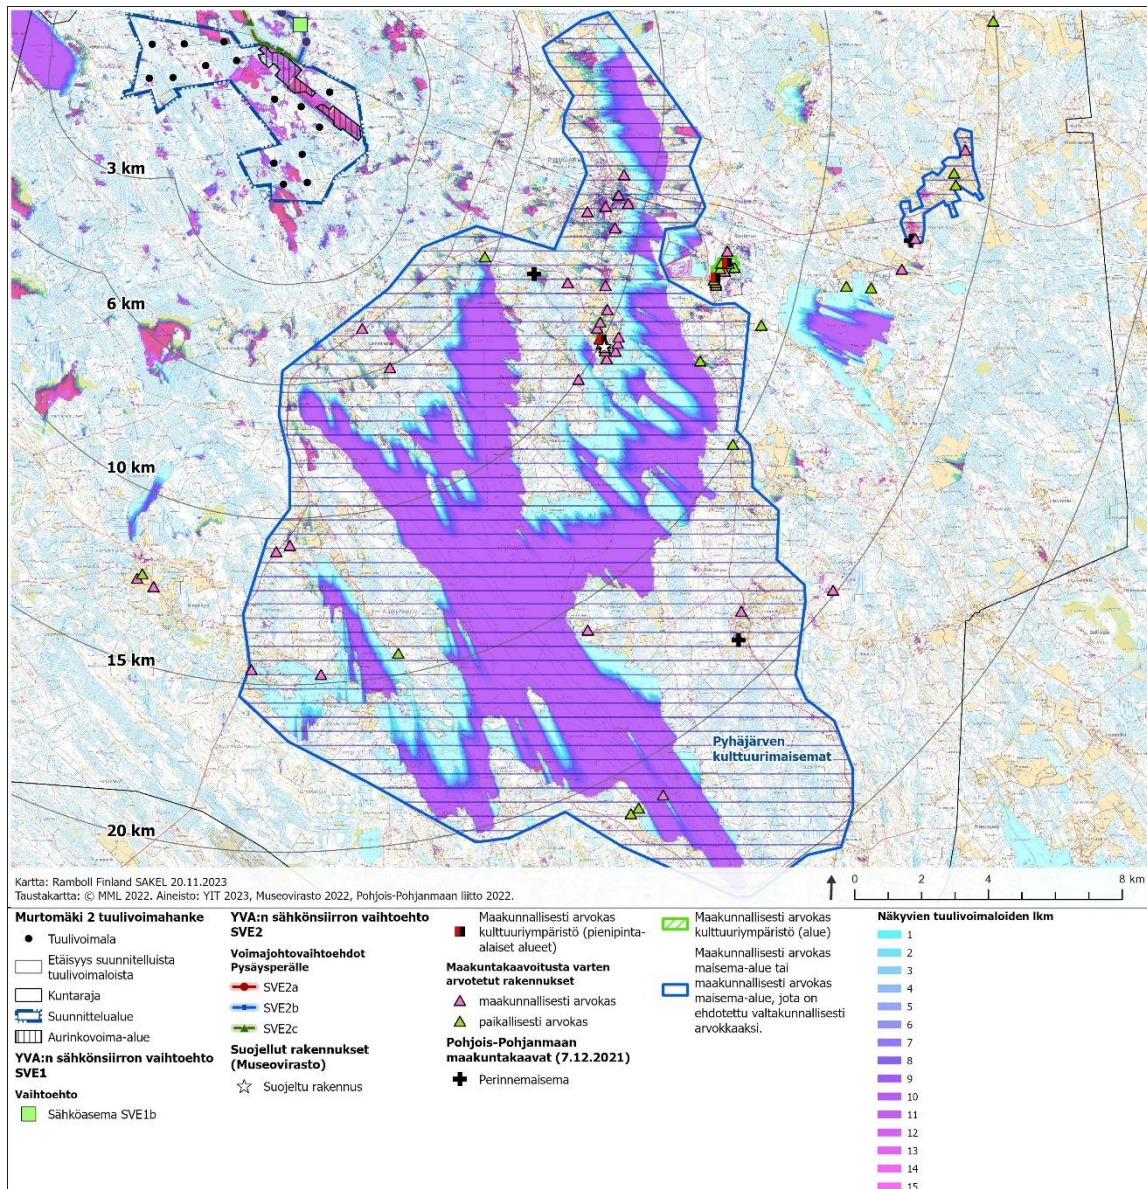 3 km
6 km
10 km
15 km
20 km
Pyhäjärven
kulttuurimaisemat
Kartta: Ramboll Finland SAKEL 20.11.2023
Taustakartta: © MML 2022. Aineisto: YIT 2023, Museovirasto 2022, Pohjois-Pohjanmaan liitto 2022.
0 2 4 8 km
Murtomäki 2 tuulivoimahanke
Tuulivoimala
Etäisyys suunnitelluista
tuulivoimaloista
Kuntaraja
Suunnittelualue
Aurinkovoima-alue
YVA:n sähkönsiirron vaihtoehto
SVE1
Vaihtoehto
Sähköasema SVE1b
YVA:n sähkönsiirron vaihtoehto
SVE2
Voimajohtovaihtoehdot
Pysäysperälle
SVE2a
SVE2b
SVE2c
Suojellut rakennukset
(Museovirasto)
Suojeltu rakennus
Maakunnallisesti arvokas
kulttuuriympäristö (pienipinta-
alaiset alueet)
Maakuntakaavoitusta varten
arvotetut rakennukset
maakunnallisesti arvokas
paikallisesti arvokas
Pohjois-Pohjanmaan
maakuntakaavat (7.12.2021)
Perinnemaisema
Maakunnallisesti arvokas
kulttuuriympäristö (alue)
Maakunnallisesti arvokas
maisema-alue tai
maakunnallisesti arvokas
maisema-alue, jota on
ehdotettu valtakunnallisesti
arvokkaaksi.
Näkyvien tuulivoimaloiden lkm
1
2
3
4
5
6
7
8
9
10
11
12
13
14
15